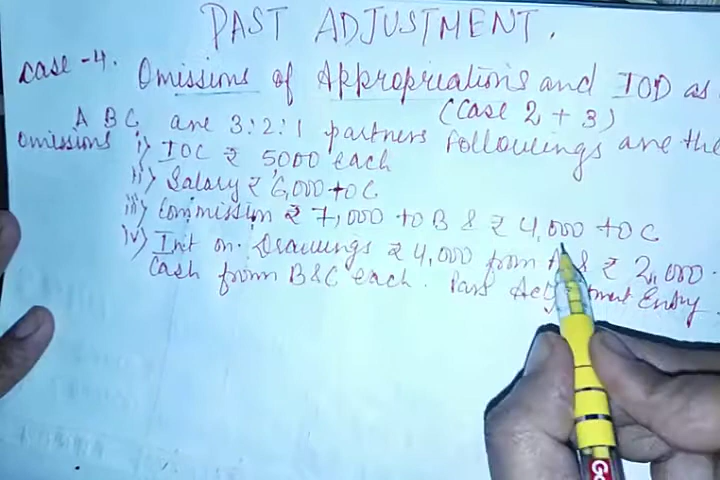 PAST ADJUSTMENT.
Case-4. Omissions of Appropriations and IOD as
(Case 2 + 3)
A B C are 3:2:1 partners Followings are the
omissions i) IOC ₹ 5000 each
ii) Salary ₹ 6,000 to C
iii) Commission ₹ 7,000 to B & ₹ 4,000 to C
iv) Int on Drawings ₹ 4,000 from A & ₹ 2,000.
Cash from B&C each. Pass Entry.
Go